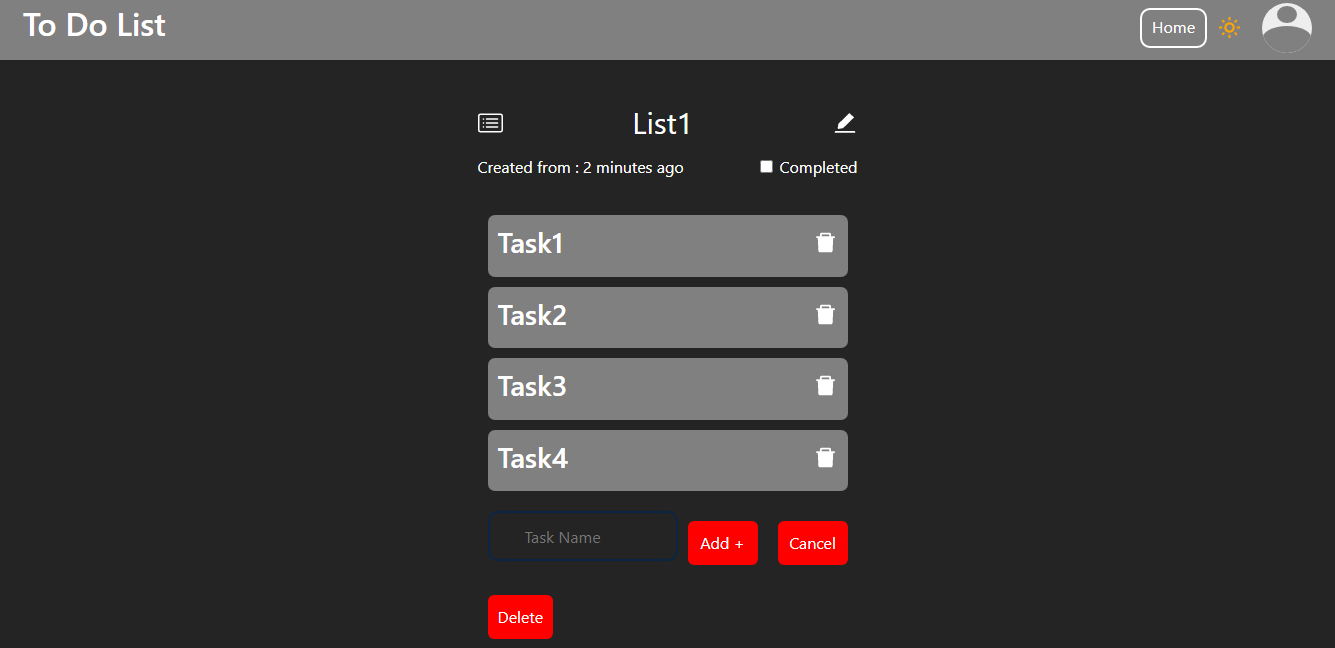 To Do List
Home
List1
Created from : 2 minutes ago
Completed
Task1
Task2
Task3
Task4
Task Name
Add +
Cancel
Delete